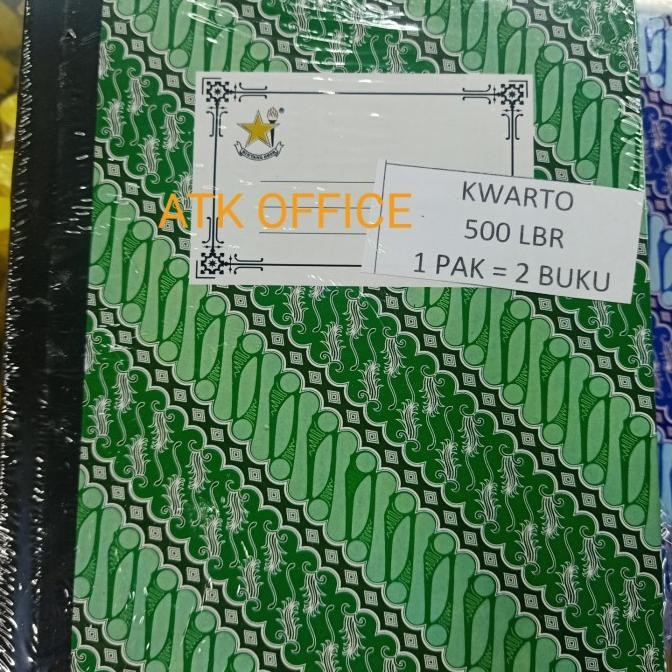 ATK OFFICE
KWARTO
500 LBR
1 PAK = 2 BUKU